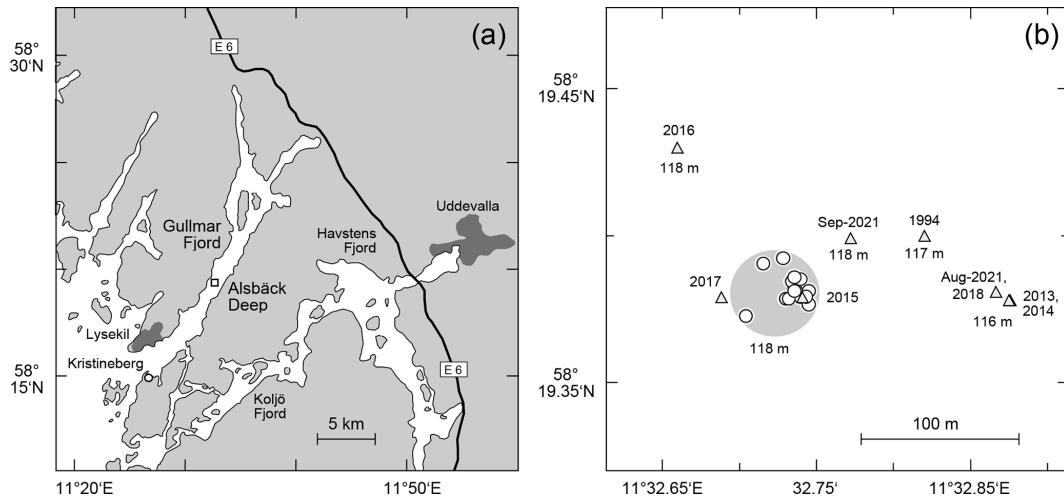 (a)
58°
30‘N
E 6
Uddevalla
Gullmar
Fjord
Havstens
Fjord
Alsbäck
Deep
Lysekil
Kristineberg
58°
15‘N
E 6
Koljö
Fjord
5 km
11°20‘E
11°50‘E
(b)
58°
19.45‘N
2016
118 m
Sep-2021
118 m
1994
117 m
Aug-2021,
2018
2013,
2014
116 m
2017
2015
118 m
58°
19.35‘N
100 m
11°32.65‘E
32.75‘
11°32.85‘E